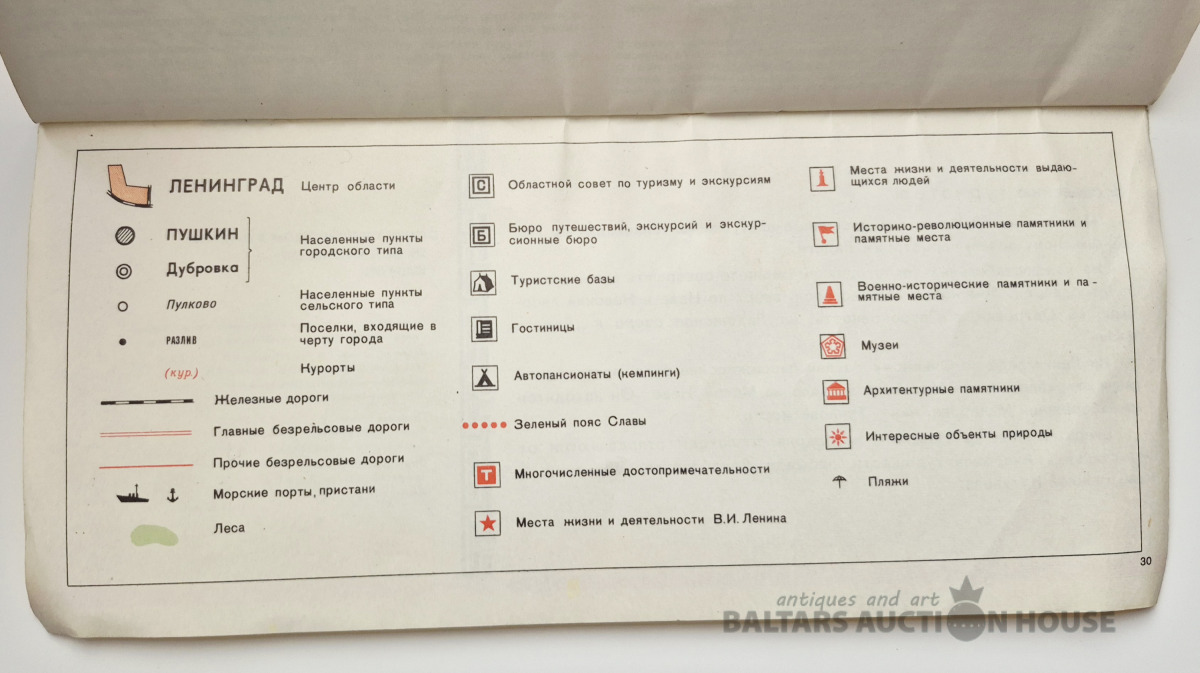 ЛЕНИНГРАД Центр области
ПУШКИН
Дубровка
Населенные пункты
городского типа
Пулково
Населенные пункты
сельского типа
РАЗЛИВ
Поселки, входящие в
черту города
(кур.) Курорты
Железные дороги
Главные безрельсовые дороги
Прочие безрельсовые дороги
Морские порты, пристани
Леса
С Областной совет по туризму и экскурсиям
Б Бюро путешествий, экскурсий и экскур-
сионные бюро
Туристские базы
Гостиницы
Автопансионаты (кемпинги)
Зеленый пояс Славы
Т Многочисленные достопримечательности
Места жизни и деятельности В.И. Ленина
Места жизни и деятельности выдаю-
щихся людей
Историко-революционные памятники и
памятные места
Военно-исторические памятники и па-
мятные места
Музеи
Архитектурные памятники
Интересные объекты природы
Пляжи
30
antiques and art
BALTARS AUCTION HOUSE